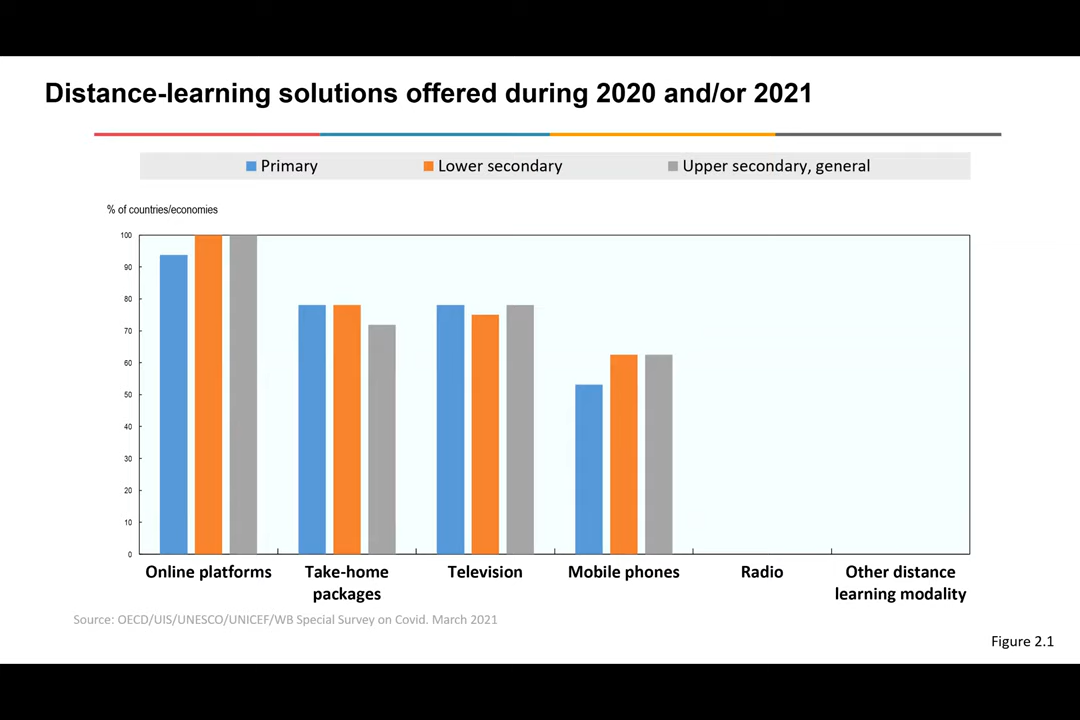 Distance-learning solutions offered during 2020 and/or 2021
Primary Lower secondary Upper secondary, general
% of countries/economies
100
90
80
70
60
50
40
30
20
10
0
Online platforms Take-home packages Television Mobile phones Radio Other distance learning modality
Source: OECD/UIS/UNESCO/UNICEF/WB Special Survey on Covid. March 2021
Figure 2.1